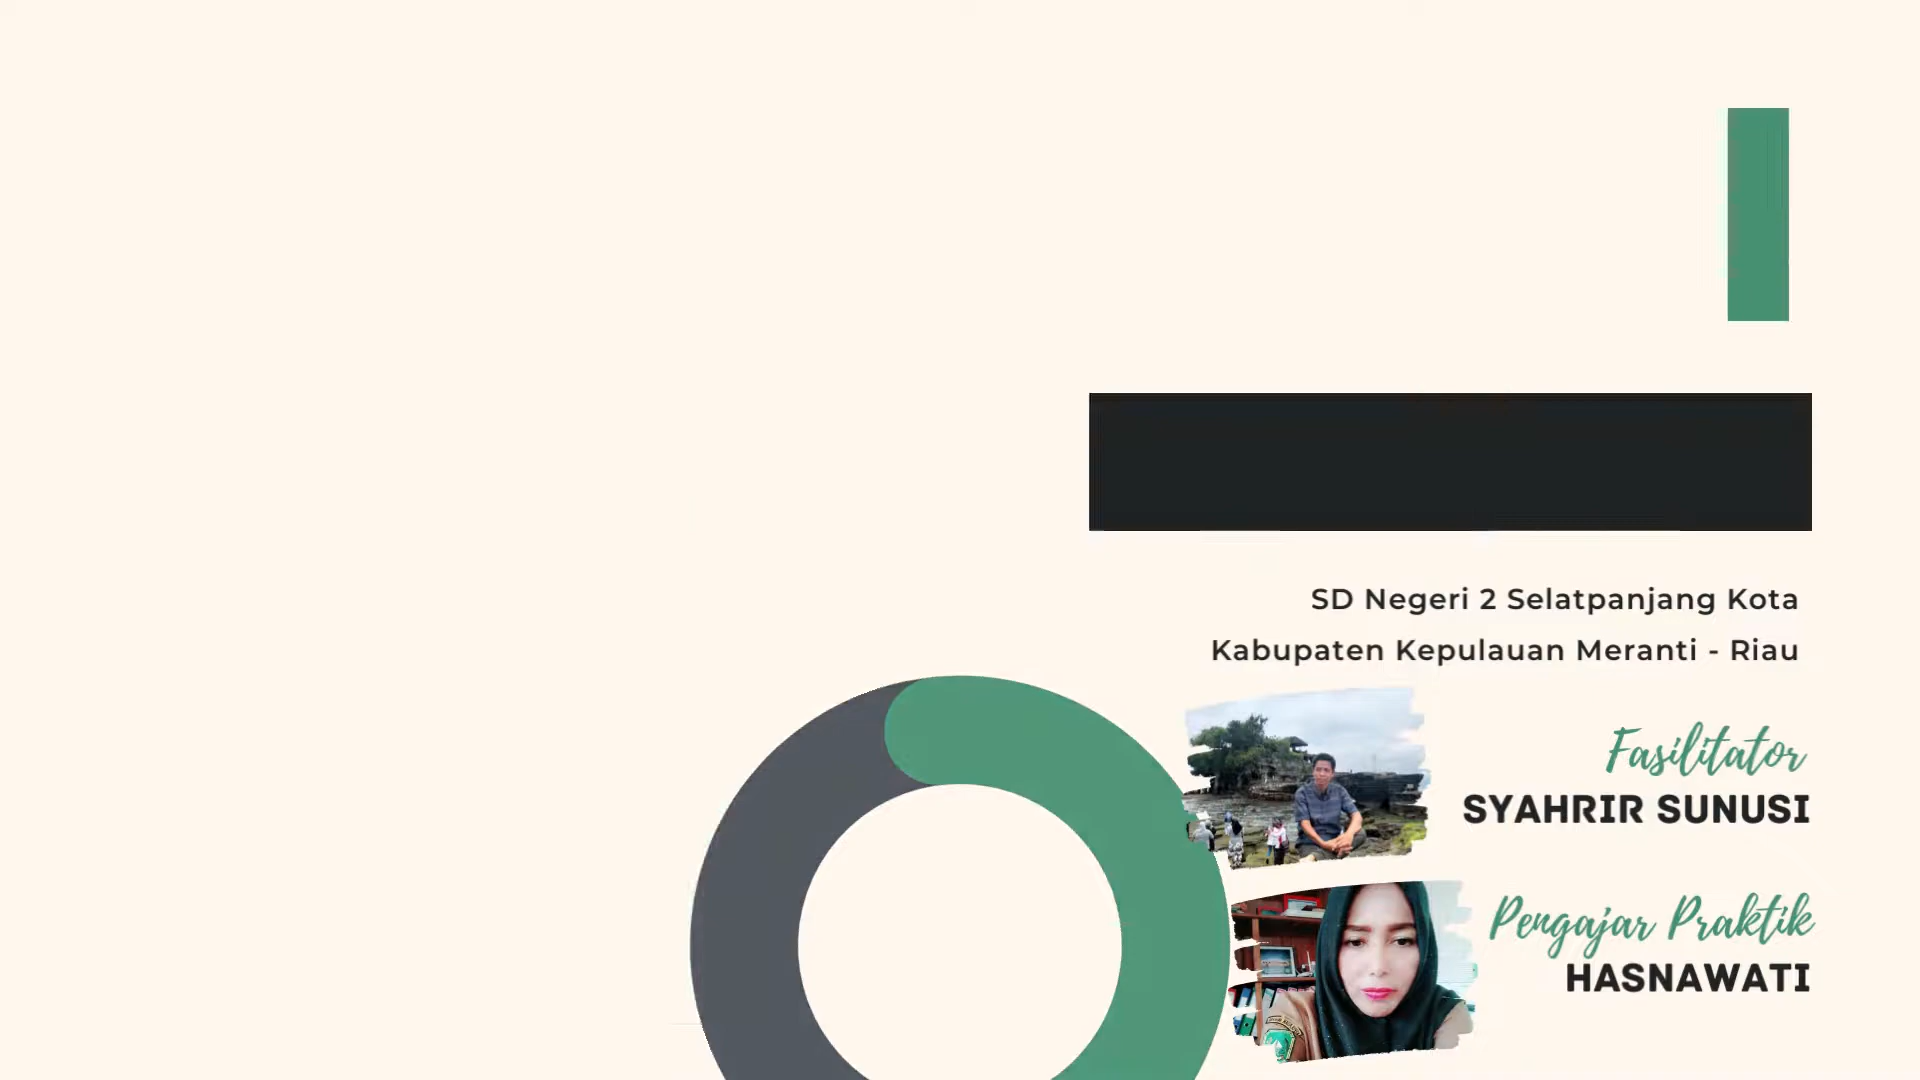 SD Negeri 2 Selatpanjang Kota
Kabupaten Kepulauan Meranti - Riau
Fasilitator
SYAHRIR SUNUSI
Pengajar Praktik
HASNAWATI